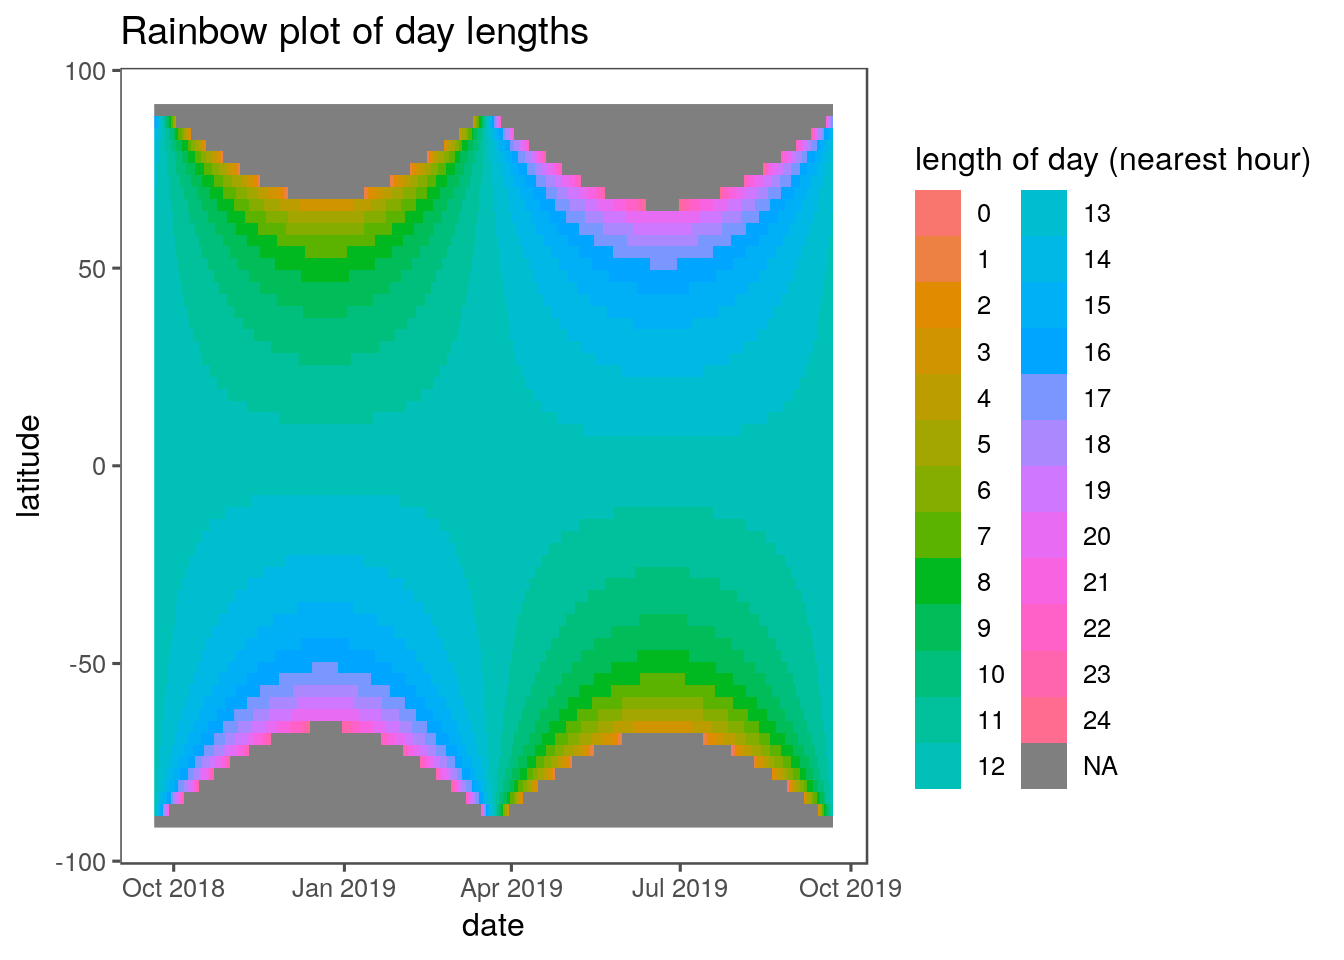 Rainbow plot of day lengths
100
50
0
-50
-100
latitude
Oct 2018 Jan 2019 Apr 2019 Jul 2019 Oct 2019
date
length of day (nearest hour)
0 13
1 14
2 15
3 16
4 17
5 18
6 19
7 20
8 21
9 22
10 23
11 24
12 NA